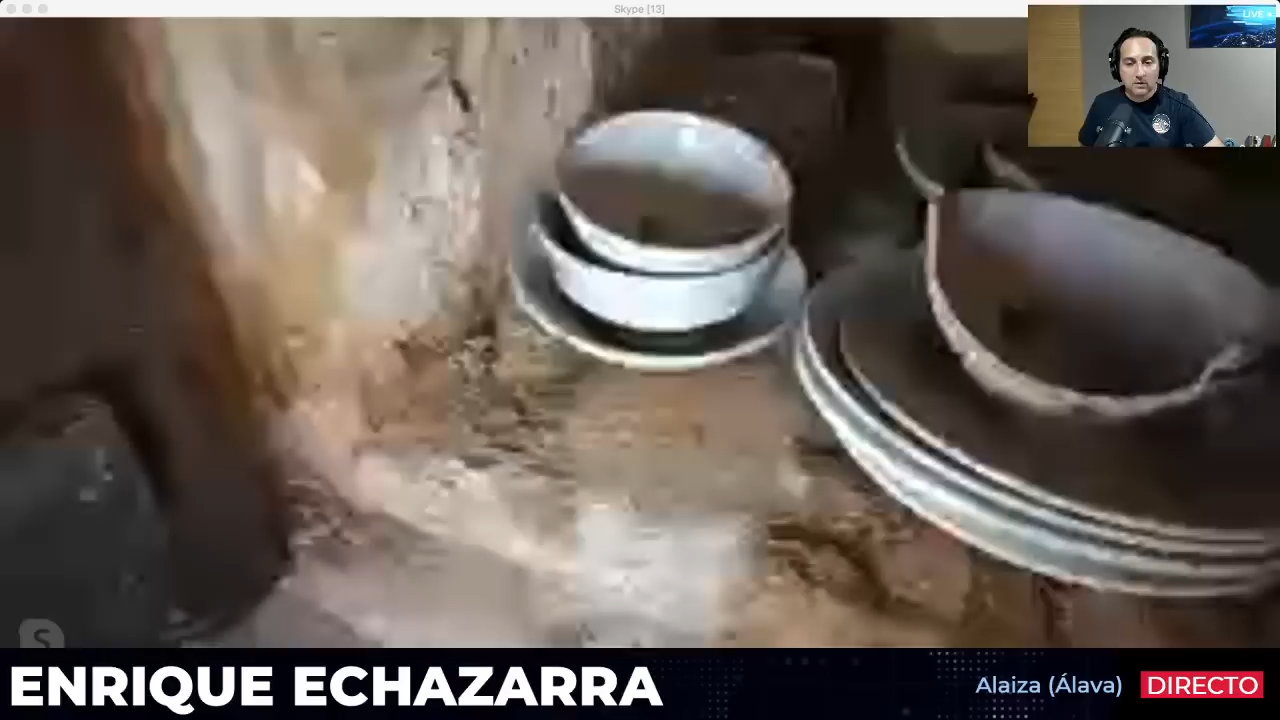 Skype [13]
LIVE
S
ENRIQUE ECHAZARRA
Alaiza (Álava)
DIRECTO